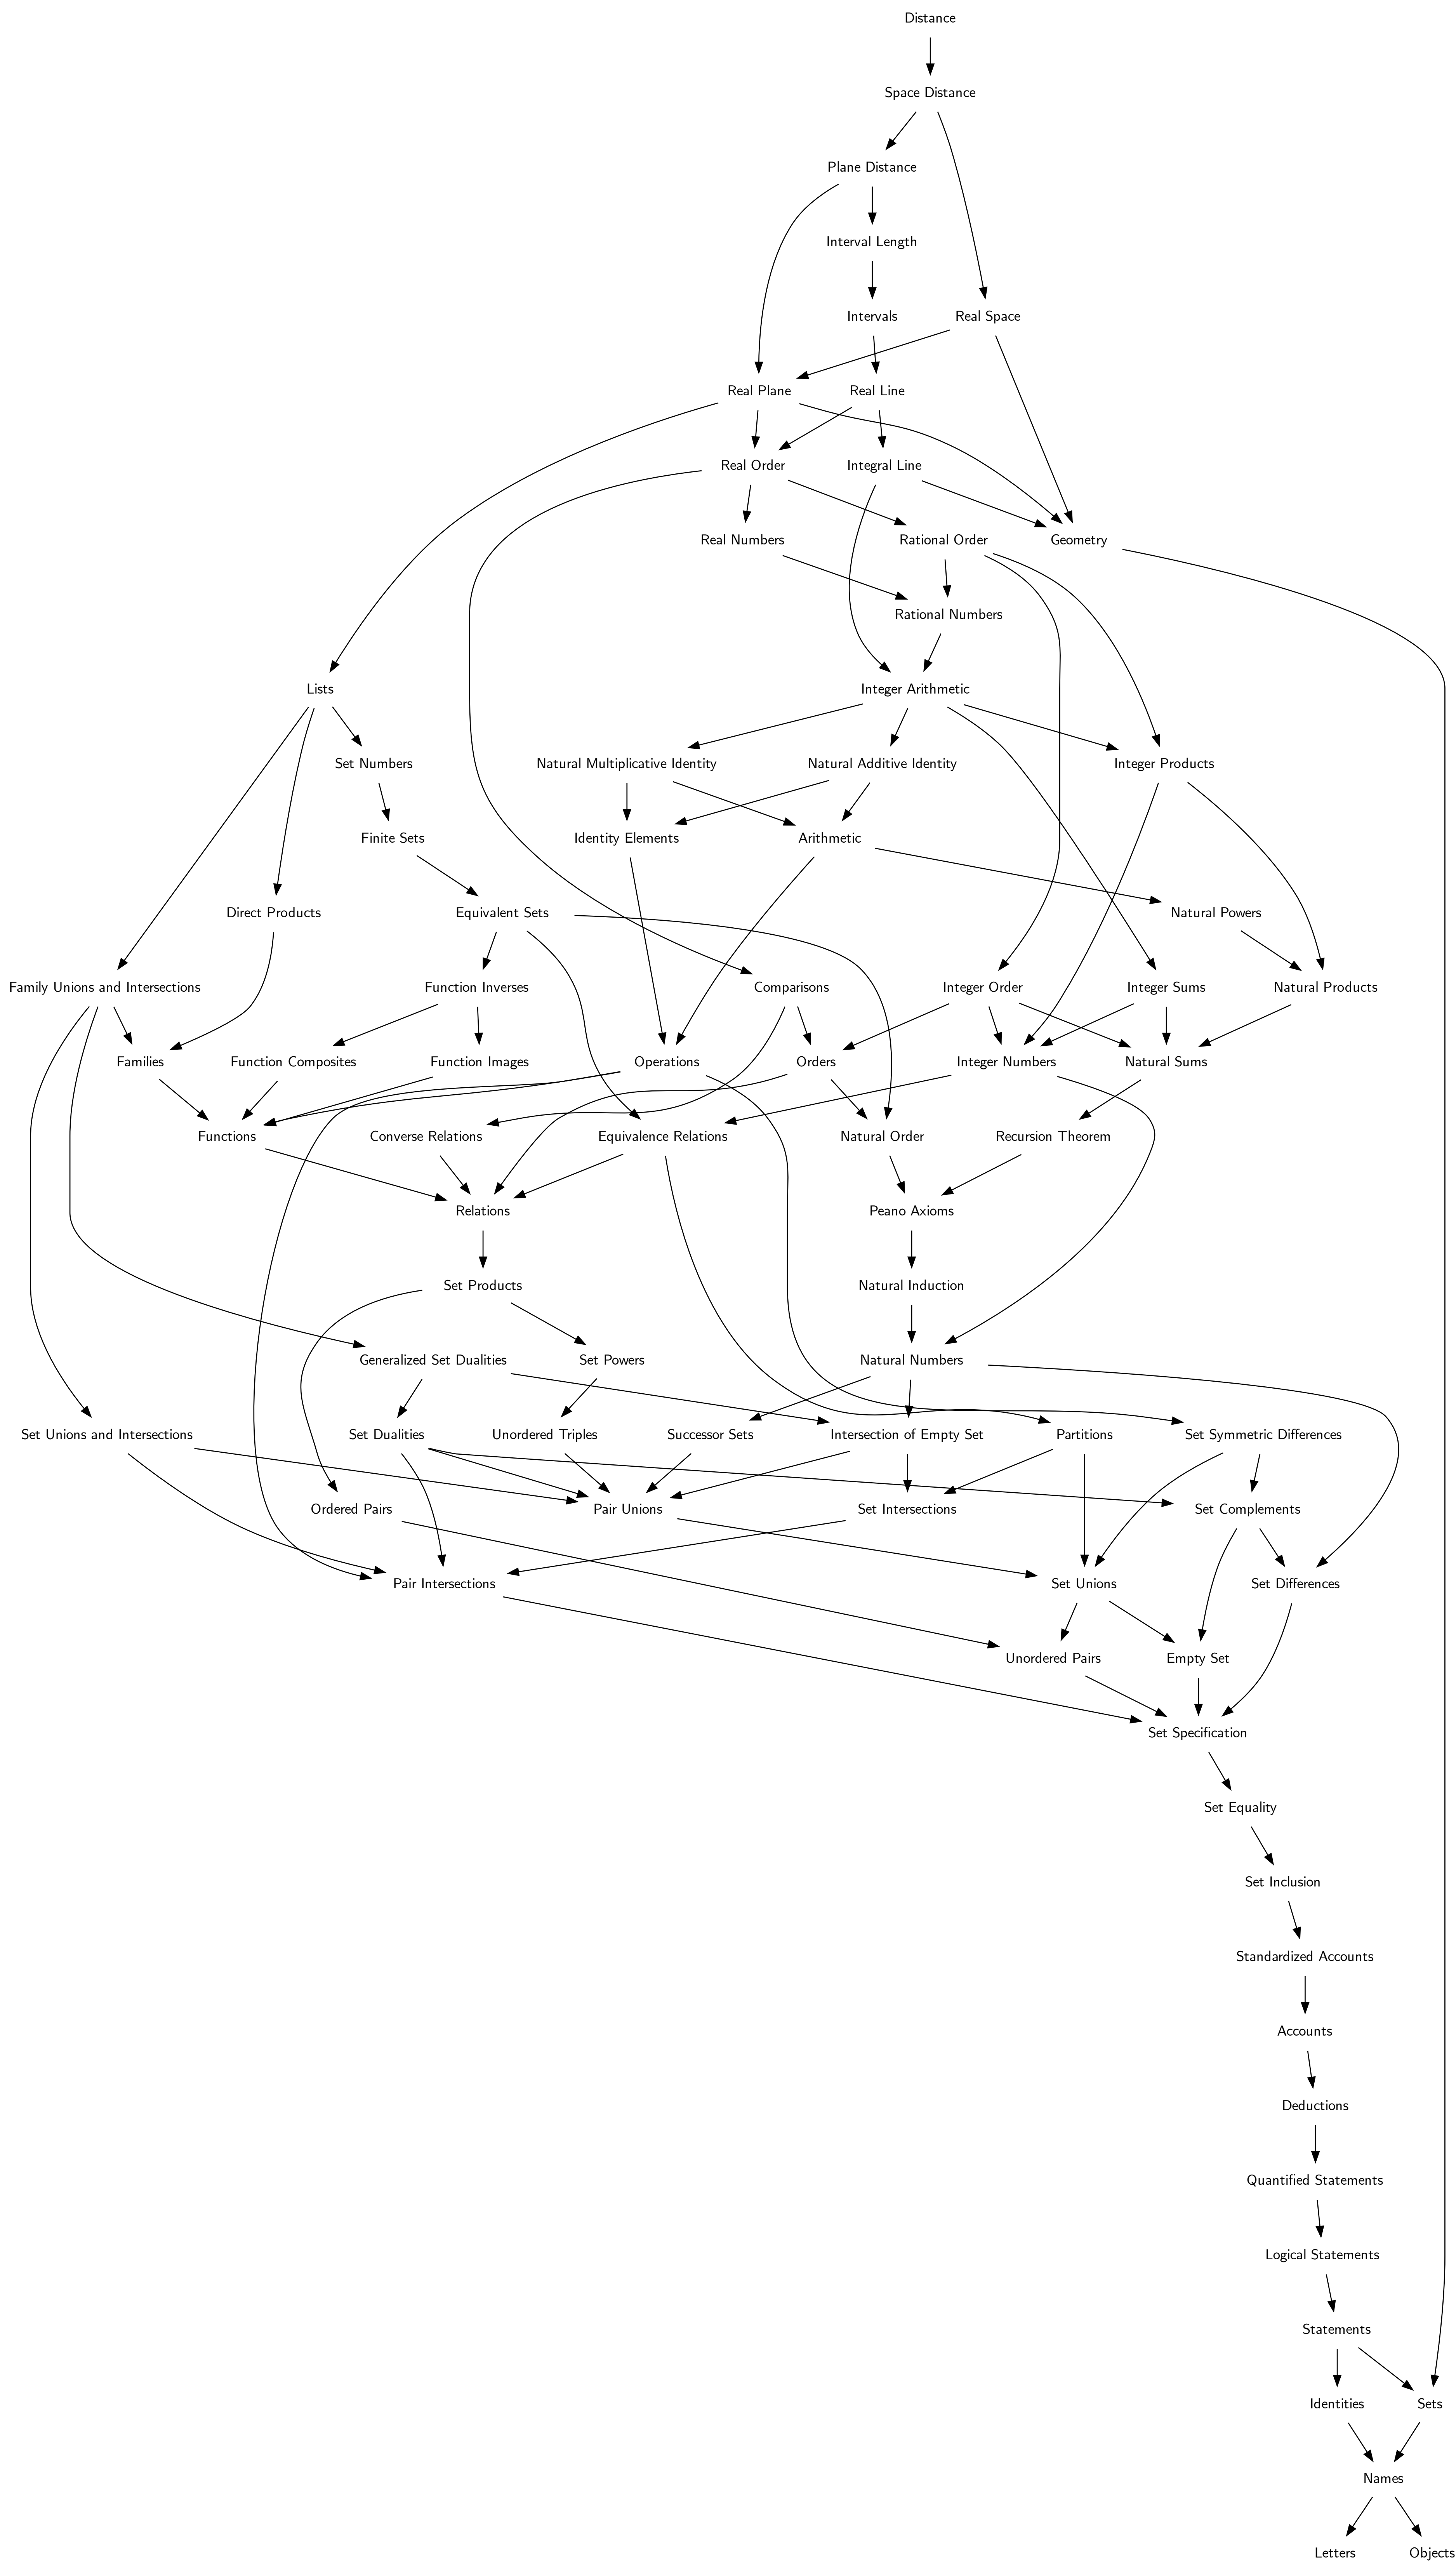 Distance
Space Distance
Plane Distance
Interval Length
Intervals
Real Space
Real Plane
Real Line
Real Order
Integral Line
Real Numbers
Rational Order
Geometry
Rational Numbers
Lists
Integer Arithmetic
Set Numbers
Natural Multiplicative Identity
Natural Additive Identity
Integer Products
Finite Sets
Identity Elements
Arithmetic
Direct Products
Equivalent Sets
Natural Powers
Family Unions and Intersections
Function Inverses
Comparisons
Integer Order
Integer Sums
Natural Products
Families
Function Composites
Function Images
Operations
Orders
Integer Numbers
Natural Sums
Functions
Converse Relations
Equivalence Relations
Natural Order
Recursion Theorem
Relations
Peano Axioms
Set Products
Natural Induction
Generalized Set Dualities
Set Powers
Natural Numbers
Set Unions and Intersections
Set Dualities
Unordered Triples
Successor Sets
Intersection of Empty Set
Partitions
Set Symmetric Differences
Ordered Pairs
Pair Unions
Set Intersections
Set Complements
Pair Intersections
Set Unions
Set Differences
Unordered Pairs
Empty Set
Set Specification
Set Equality
Set Inclusion
Standardized Accounts
Accounts
Deductions
Quantified Statements
Logical Statements
Statements
Identities
Sets
Names
Letters
Objects